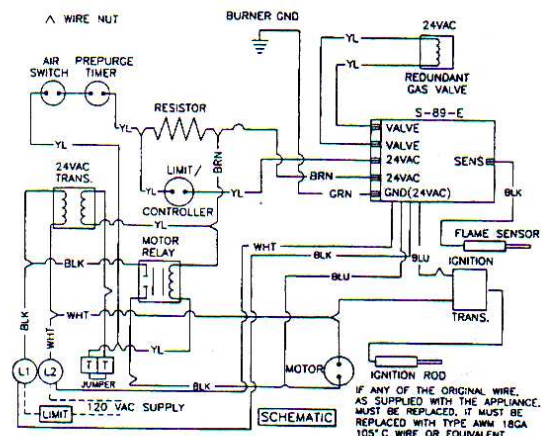 ∧ WIRE NUT
BURNER GND
24VAC
YL
YL
REDUNDANT
GAS VALVE
AIR
SWITCH
PREPURGE
TIMER
RESISTOR
YL
YL
BRN
S-89-E
VALVE
VALVE
24VAC
24VAC
GND(24VAC)
SENS
BLK
BRN
GRN
LIMIT/
CONTROLLER
YL
YL
24VAC
TRANS.
YL
MOTOR
RELAY
WHT
BLK
BLK
BLU
BLU
FLAME SENSOR
IGNITION
TRANS.
BLK
WHT
WHT
YL
L1
L2
T
T
JUMPER
BLK
MOTOR
IGNITION ROD
LIMIT
120 VAC SUPPLY
SCHEMATIC
IF ANY OF THE ORIGINAL WIRE,
AS SUPPLIED WITH THE APPLIANCE,
MUST BE REPLACED, IT MUST BE
REPLACED WITH TYPE AWM 18GA
105°C WIRE OR EQUIVALENT